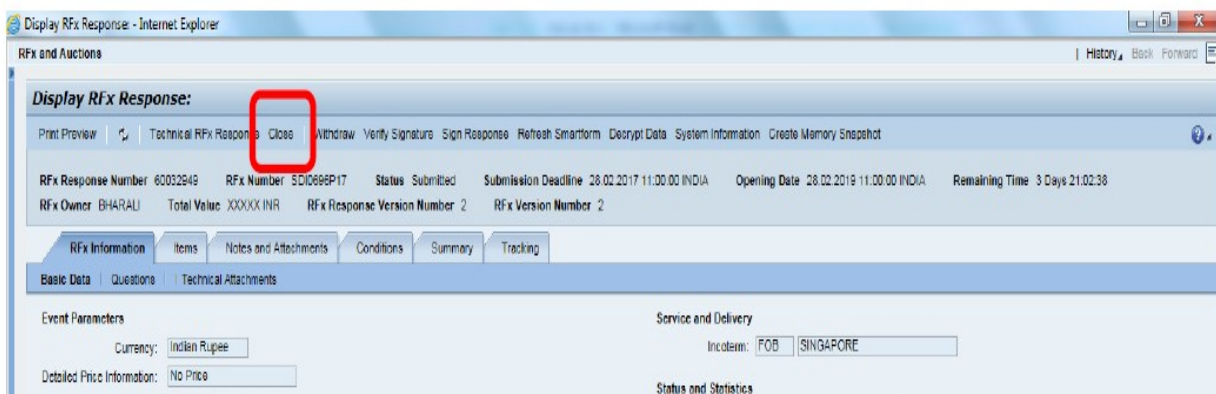 Display RFx Response: - Internet Explorer
RFx and Auctions History Back Forward
Display RFx Response:
Print Preview Technical RFx Response Close Withdraw Verify Signature Sign Response Refresh Smartform Decrypt Data System Information Create Memory Snapshot
RFx Response Number 60032949 RFx Number SDI0696P17 Status Submitted Submission Deadline 28.02.2017 11:00:00 INDIA Opening Date 28.02.2019 11:00:00 INDIA Remaining Time 3 Days 21:02:38
RFx Owner BHARALI Total Value XXXXX INR RFx Response Version Number 2 RFx Version Number 2
RFx Information Items Notes and Attachments Conditions Summary Tracking
Basic Data Questions Technical Attachments
Event Parameters Service and Delivery
Currency: Indian Rupee Incoterm: FOB SINGAPORE
Detailed Price Information: No Price
Status and Statistics